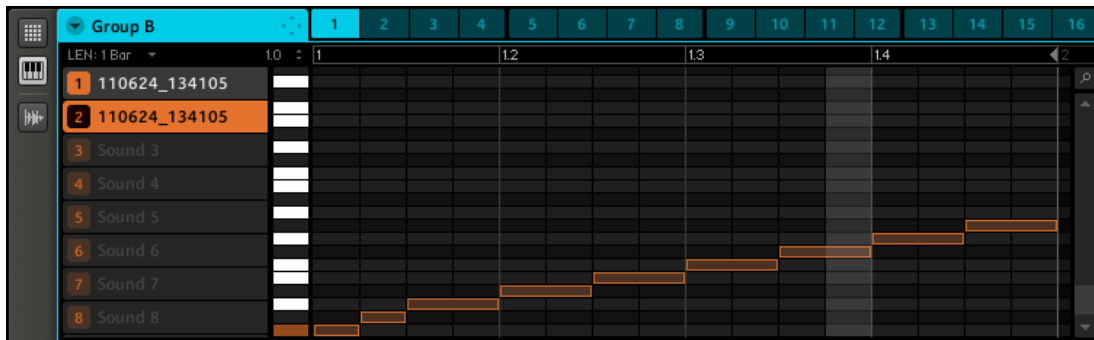 Group B 1 2 3 4 5 6 7 8 9 10 11 12 13 14 15 16
LEN: 1 Bar 1.0 1 1.2 1.3 1.4 2
1 110624_134105
2 110624_134105
3 Sound 3
4 Sound 4
5 Sound 5
6 Sound 6
7 Sound 7
8 Sound 8